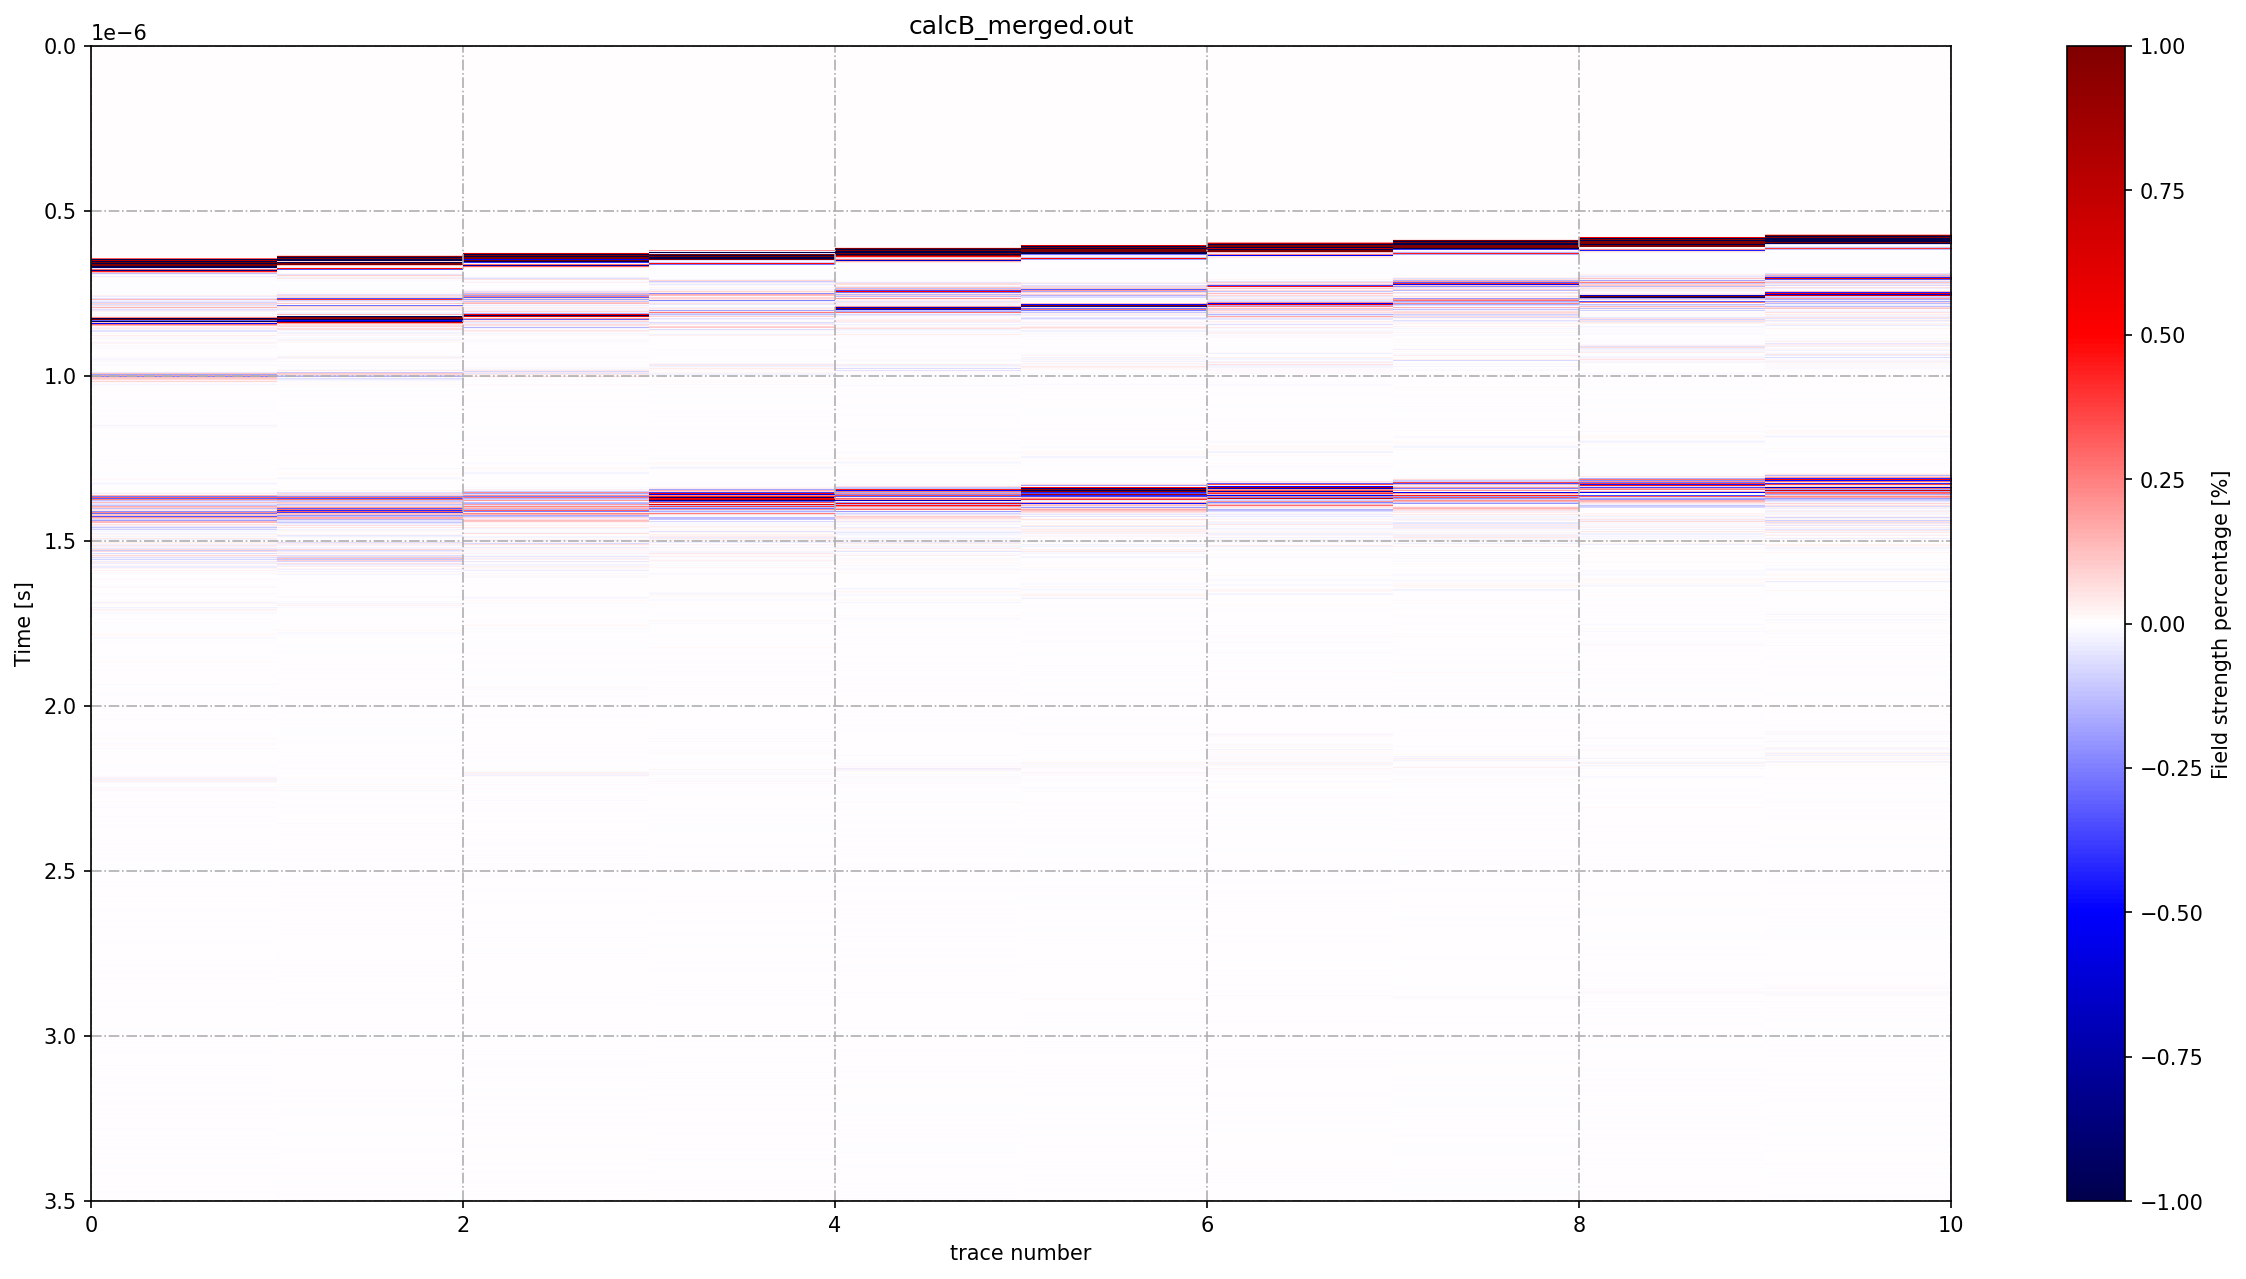 calcB_merged.out
1e−6
0.0
0.5
1.0
1.5
2.0
2.5
3.0
3.5
Time [s]
0 2 4 6 8 10
trace number
1.00
0.75
0.50
0.25
0.00
−0.25
−0.50
−0.75
−1.00
Field strength percentage [%]